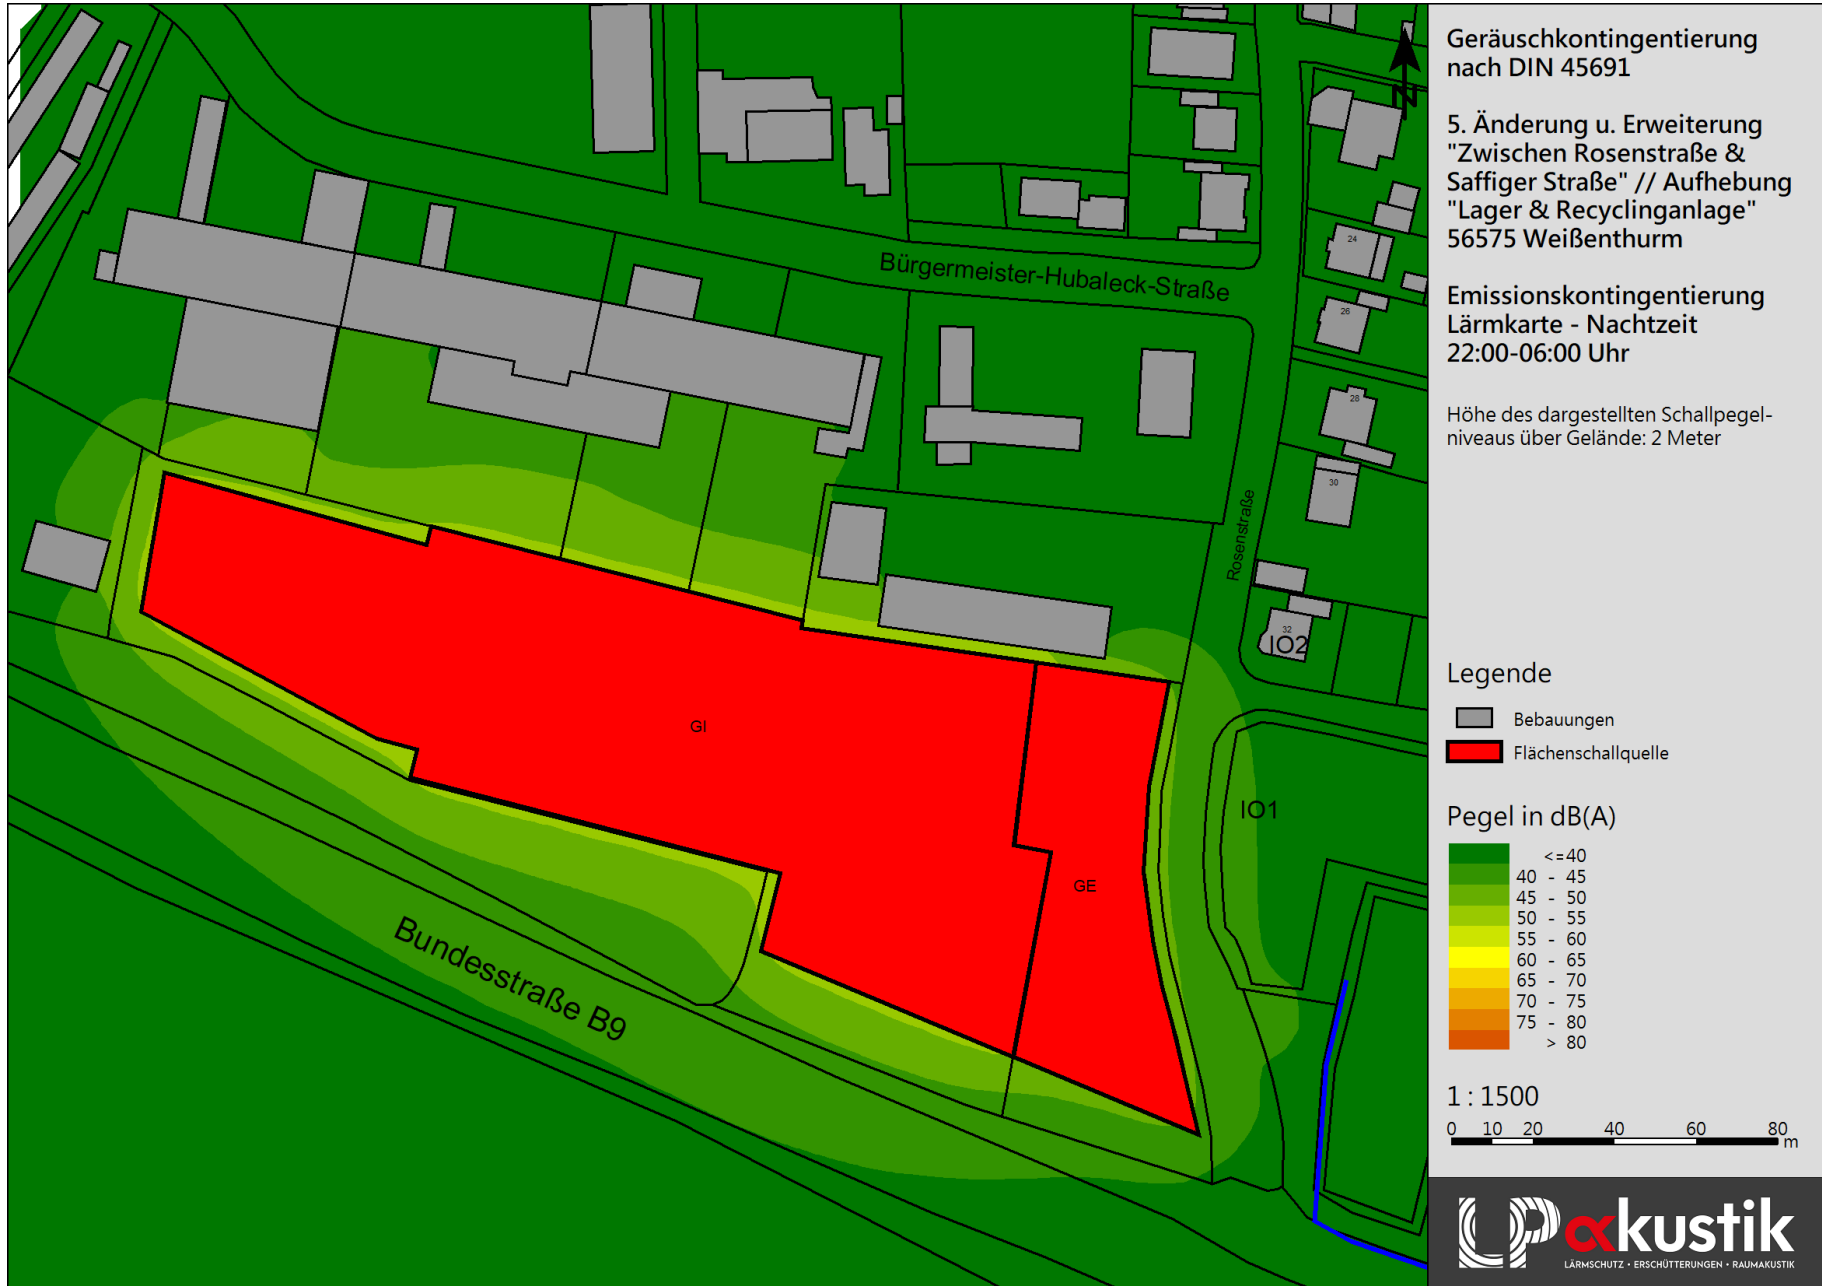 Geräuschkontingentierung
nach DIN 45691
5. Änderung u. Erweiterung
"Zwischen Rosenstraße &
Saffiger Straße" // Aufhebung
"Lager & Recyclinganlage"
56575 Weißenthurm
Emissionskontingentierung
Lärmkarte - Nachtzeit
22:00-06:00 Uhr
Höhe des dargestellten Schallpegel-
niveaus über Gelände: 2 Meter
N
Bürgermeister-Hubaleck-Straße
24
26
28
30
Rosenstraße
32
IO2
GI
IO1
GE
Bundesstraße B9
Legende
Bebauungen
Flächenschallquelle
Pegel in dB(A)
<=40
40 - 45
45 - 50
50 - 55
55 - 60
60 - 65
65 - 70
70 - 75
75 - 80
> 80
1 : 1500
0 10 20 40 60 80
m
LPakustik
LÄRMSCHUTZ • ERSCHÜTTERUNGEN • RAUMAKUSTIK